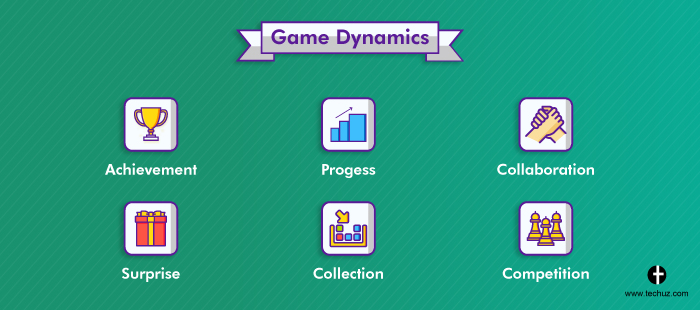 Game Dynamics
Achievement
Progess
Collaboration
Surprise
Collection
Competition
www.techuz.com